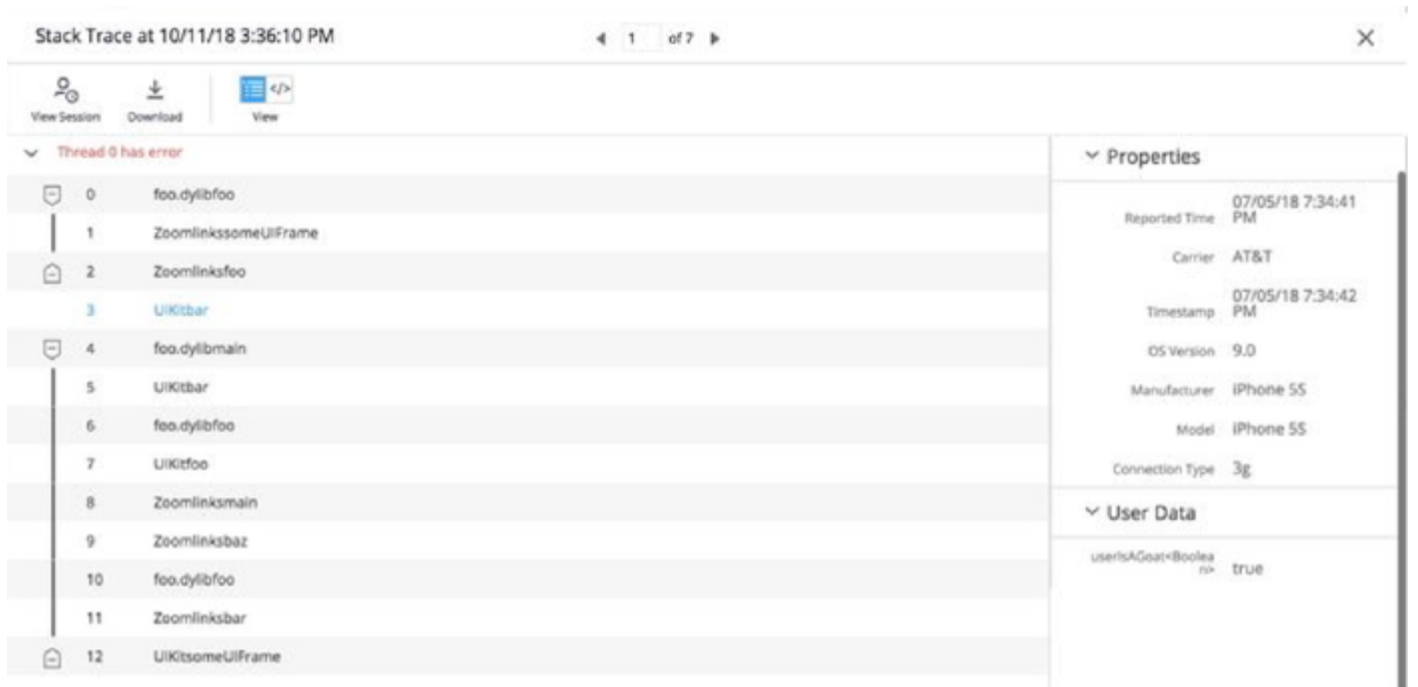 Stack Trace at 10/11/18 3:36:10 PM
1 of 7
View Session
Download
</>
View
Thread 0 has error
0 foo.dylibfoo
1 ZoomlinkssomeUIFrame
2 Zoomlinksfoo
3 UIKitbar
4 foo.dylibmain
5 UIKitbar
6 foo.dylibfoo
7 UIKitfoo
8 Zoomlinksmain
9 Zoomlinksbaz
10 foo.dylibfoo
11 Zoomlinksbar
12 UIKitsomeUIFrame
Properties
Reported Time 07/05/18 7:34:41
PM
Carrier AT&T
Timestamp 07/05/18 7:34:42
PM
OS Version 9.0
Manufacturer iPhone 5S
Model iPhone 5S
Connection Type 3g
User Data
userIsAGoat<Boolea
n> true